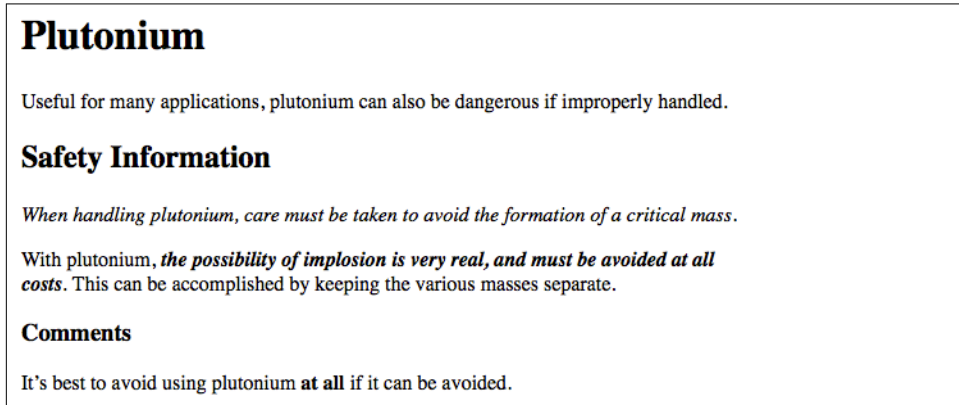 Plutonium
Useful for many applications, plutonium can also be dangerous if improperly handled.
Safety Information
When handling plutonium, care must be taken to avoid the formation of a critical mass.
With plutonium, the possibility of implosion is very real, and must be avoided at all
costs. This can be accomplished by keeping the various masses separate.
Comments
It’s best to avoid using plutonium at all if it can be avoided.